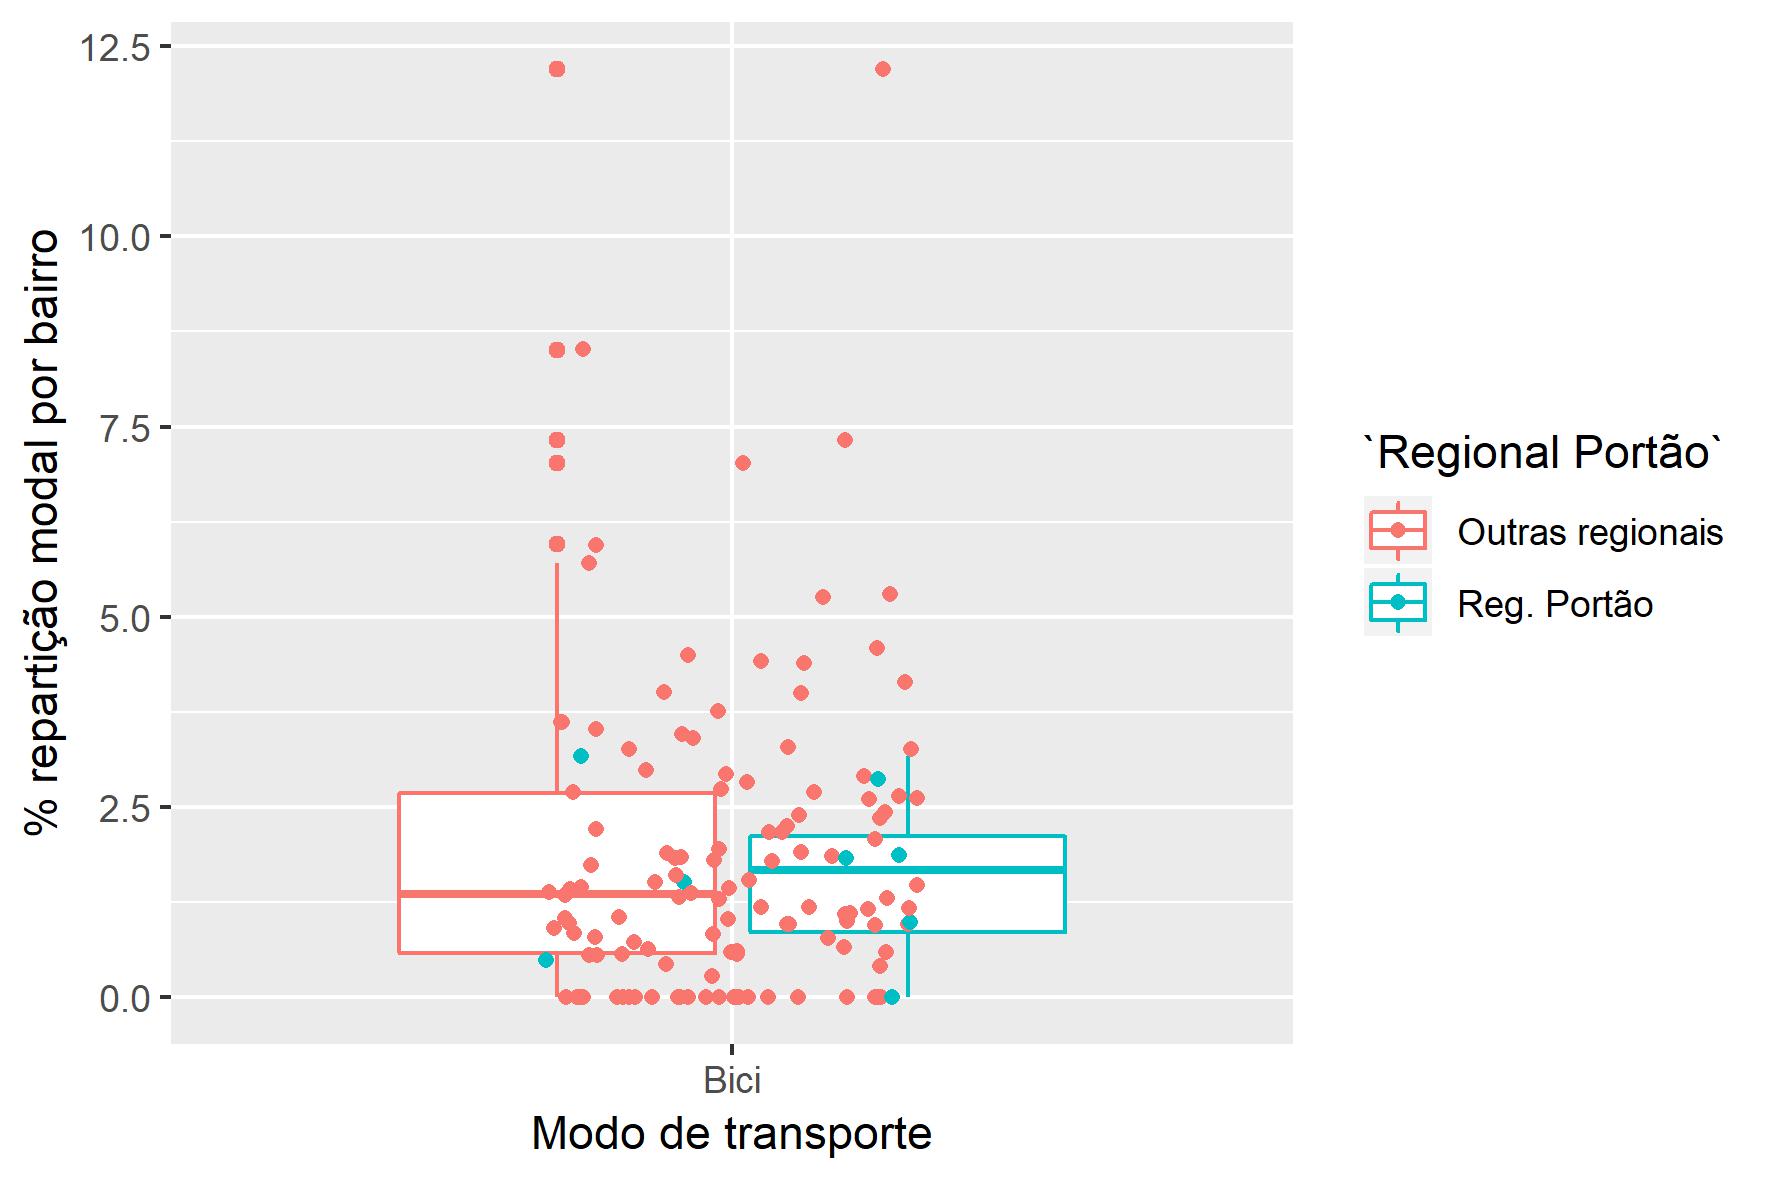 % repartição modal por bairro
12.5
10.0
7.5
5.0
2.5
0.0
Bici
Modo de transporte
`Regional Portão`
Outras regionais
Reg. Portão